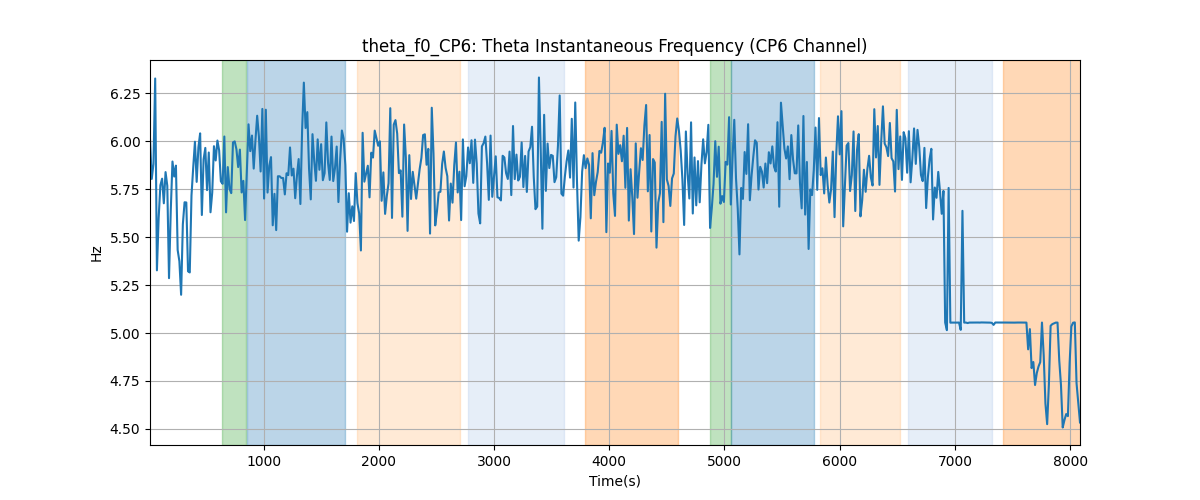 theta_f0_CP6: Theta Instantaneous Frequency (CP6 Channel)
6.25
6.00
5.75
5.50
5.25
5.00
4.75
4.50
Hz
1000 2000 3000 4000 5000 6000 7000 8000
Time(s)